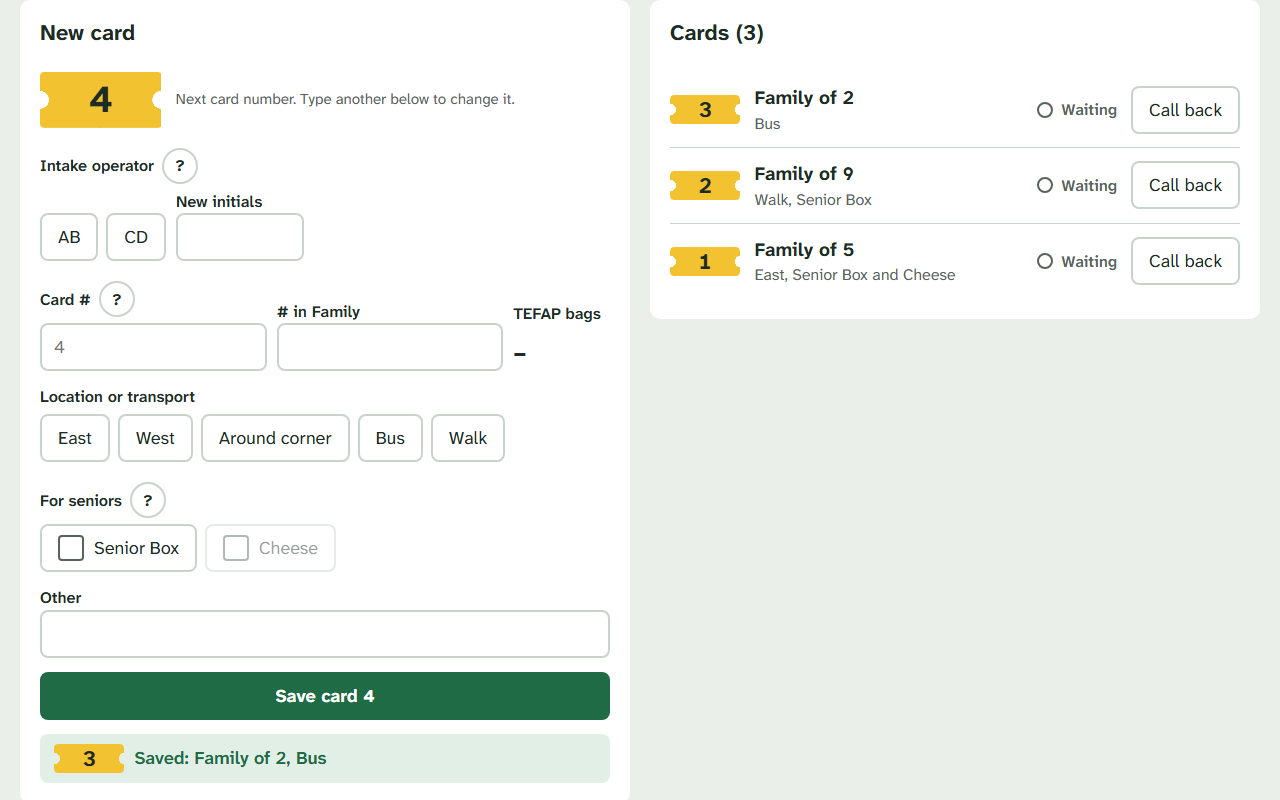 New card
4
Next card number. Type another below to change it.
Intake operator ?
New initials
AB CD
Card # ? # in Family TEFAP bags
4 –
Location or transport
East West Around corner Bus Walk
For seniors ?
Senior Box Cheese
Other
Save card 4
3 Saved: Family of 2, Bus
Cards (3)
3 Family of 2 Waiting Call back
Bus
2 Family of 9 Waiting Call back
Walk, Senior Box
1 Family of 5 Waiting Call back
East, Senior Box and Cheese